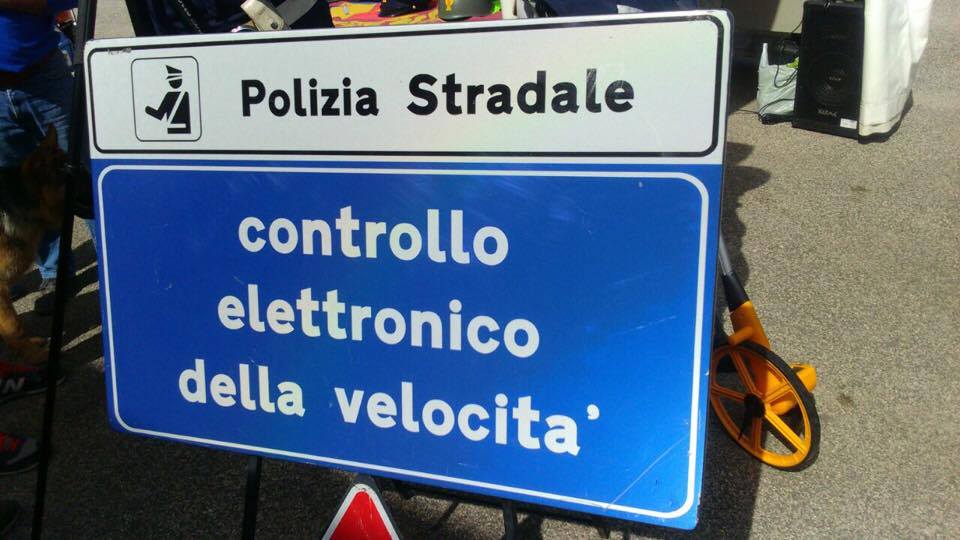 Polizia Stradale
controllo
elettronico
della velocita'